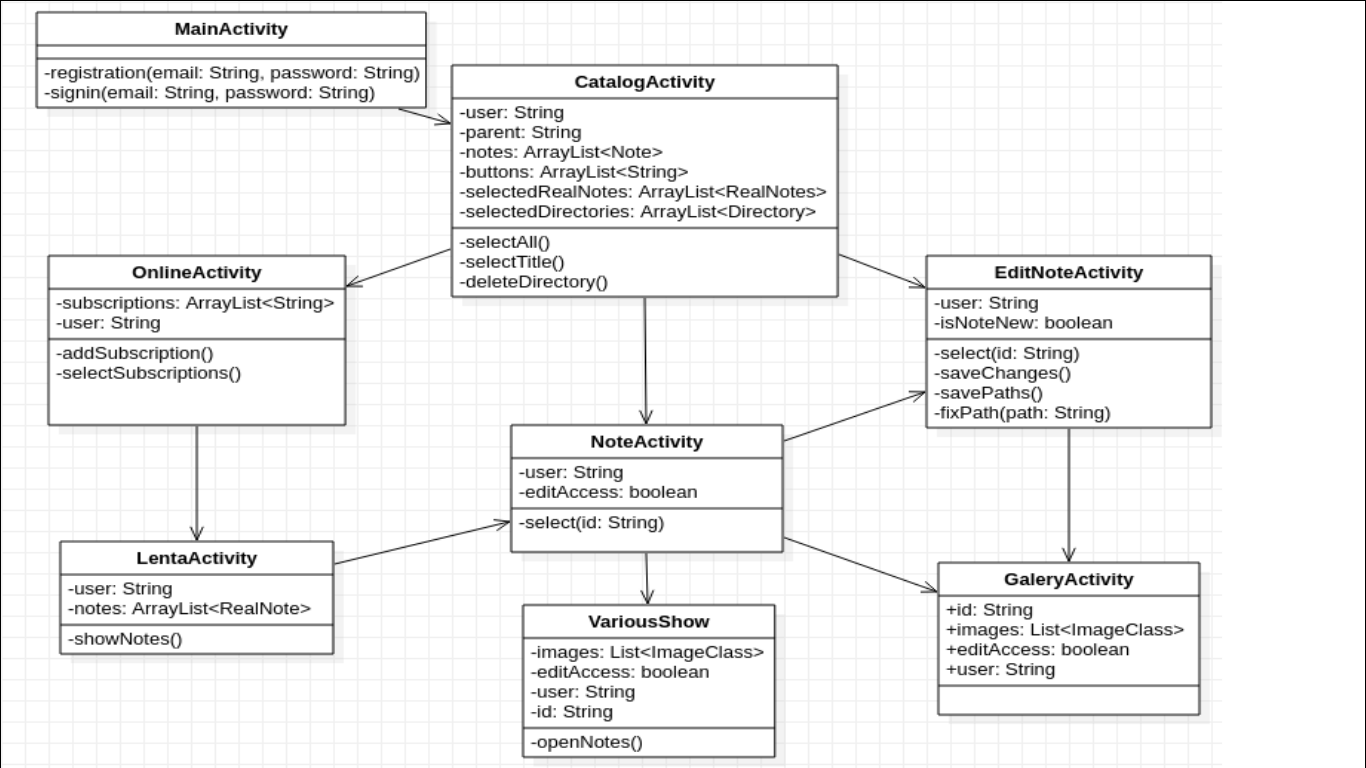 MainActivity
-registration(email: String, password: String)
-signin(email: String, password: String)
CatalogActivity
-user: String
-parent: String
-notes: ArrayList<Note>
-buttons: ArrayList<String>
-selectedRealNotes: ArrayList<RealNotes>
-selectedDirectories: ArrayList<Directory>
-selectAll()
-selectTitle()
-deleteDirectory()
OnlineActivity
-subscriptions: ArrayList<String>
-user: String
-addSubscription()
-selectSubscriptions()
EditNoteActivity
-user: String
-isNoteNew: boolean
-select(id: String)
-saveChanges()
-savePaths()
-fixPath(path: String)
NoteActivity
-user: String
-editAccess: boolean
-select(id: String)
LentaActivity
-user: String
-notes: ArrayList<RealNote>
-showNotes()
VariousShow
-images: List<ImageClass>
-editAccess: boolean
-user: String
-id: String
-openNotes()
GaleryActivity
+id: String
+images: List<ImageClass>
+editAccess: boolean
+user: String